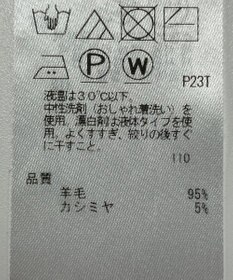 P
W
P23T
液温は30℃以下。
中性洗剤(おしゃれ着洗い)を
使用。漂白剤は液体タイプを使
用。よくすすぎ、絞りの後すぐ
に干すこと。
110
品質
羊毛 95%
カシミヤ 5%